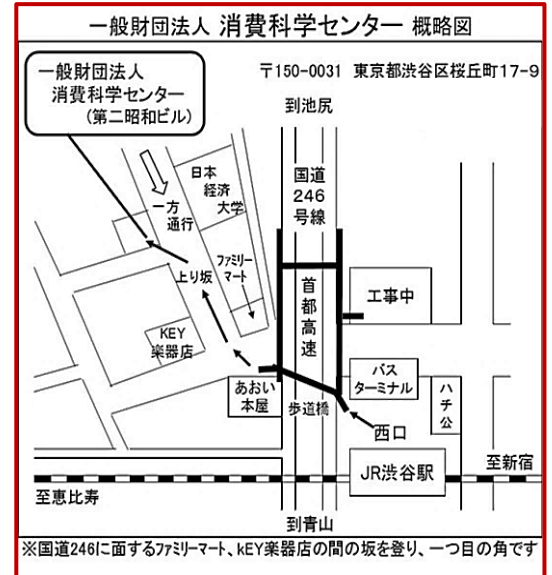 一般財団法人 消費科学センター 概略図
一般財団法人
消費科学センター
(第二昭和ビル)
〒150-0031 東京都渋谷区桜丘町17-9
到池尻
日本
経済
大学
国道
246
号線
一方
通行
ファミリー
マート
上り坂
首都高速
工事中
KEY
楽器店
あおい
本屋
歩道橋
バス
ターミナル
ハチ公
西口
JR渋谷駅
至新宿
至恵比寿
到青山
※国道246に面するファミリーマート、kEY楽器店の間の坂を登り、一つ目の角です